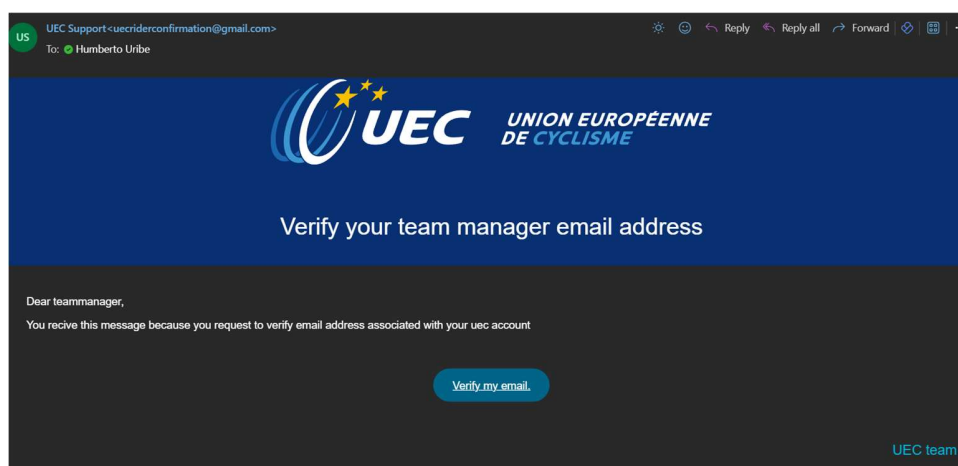 US
UEC Support<uecriderconfirmation@gmail.com>
Reply
Reply all
Forward
To: Humberto Uribe
UEC
UNION EUROPÉENNE
DE CYCLISME
Verify your team manager email address
Dear teammanager,
You recive this message because you request to verify email address associated with your uec account
Verify my email.
UEC team